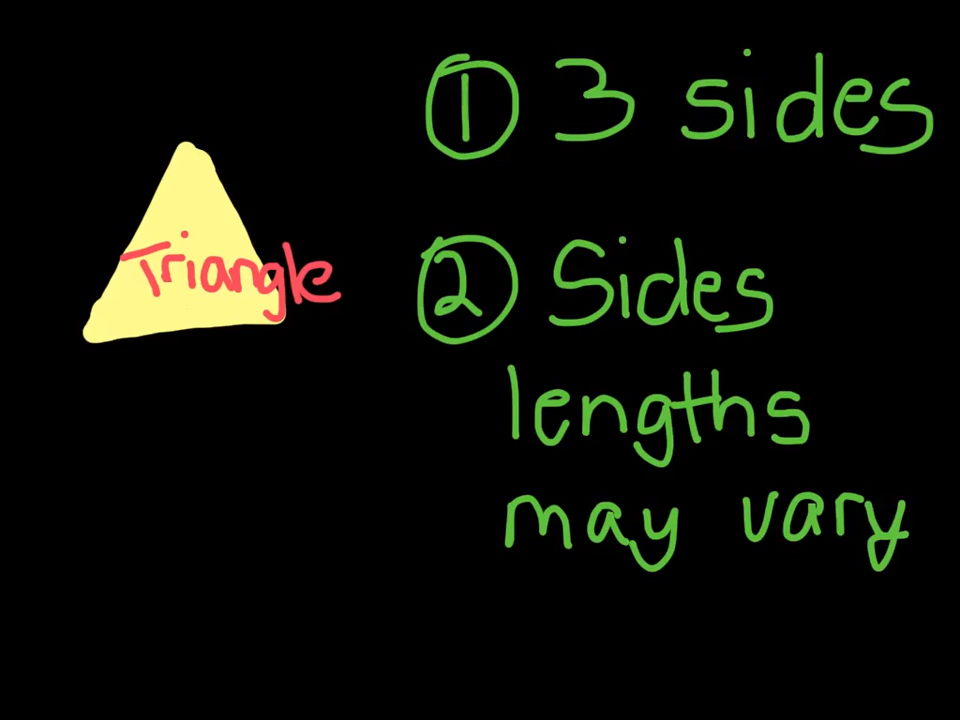 Triangle
① 3 sides
② Sides
lengths
may vary